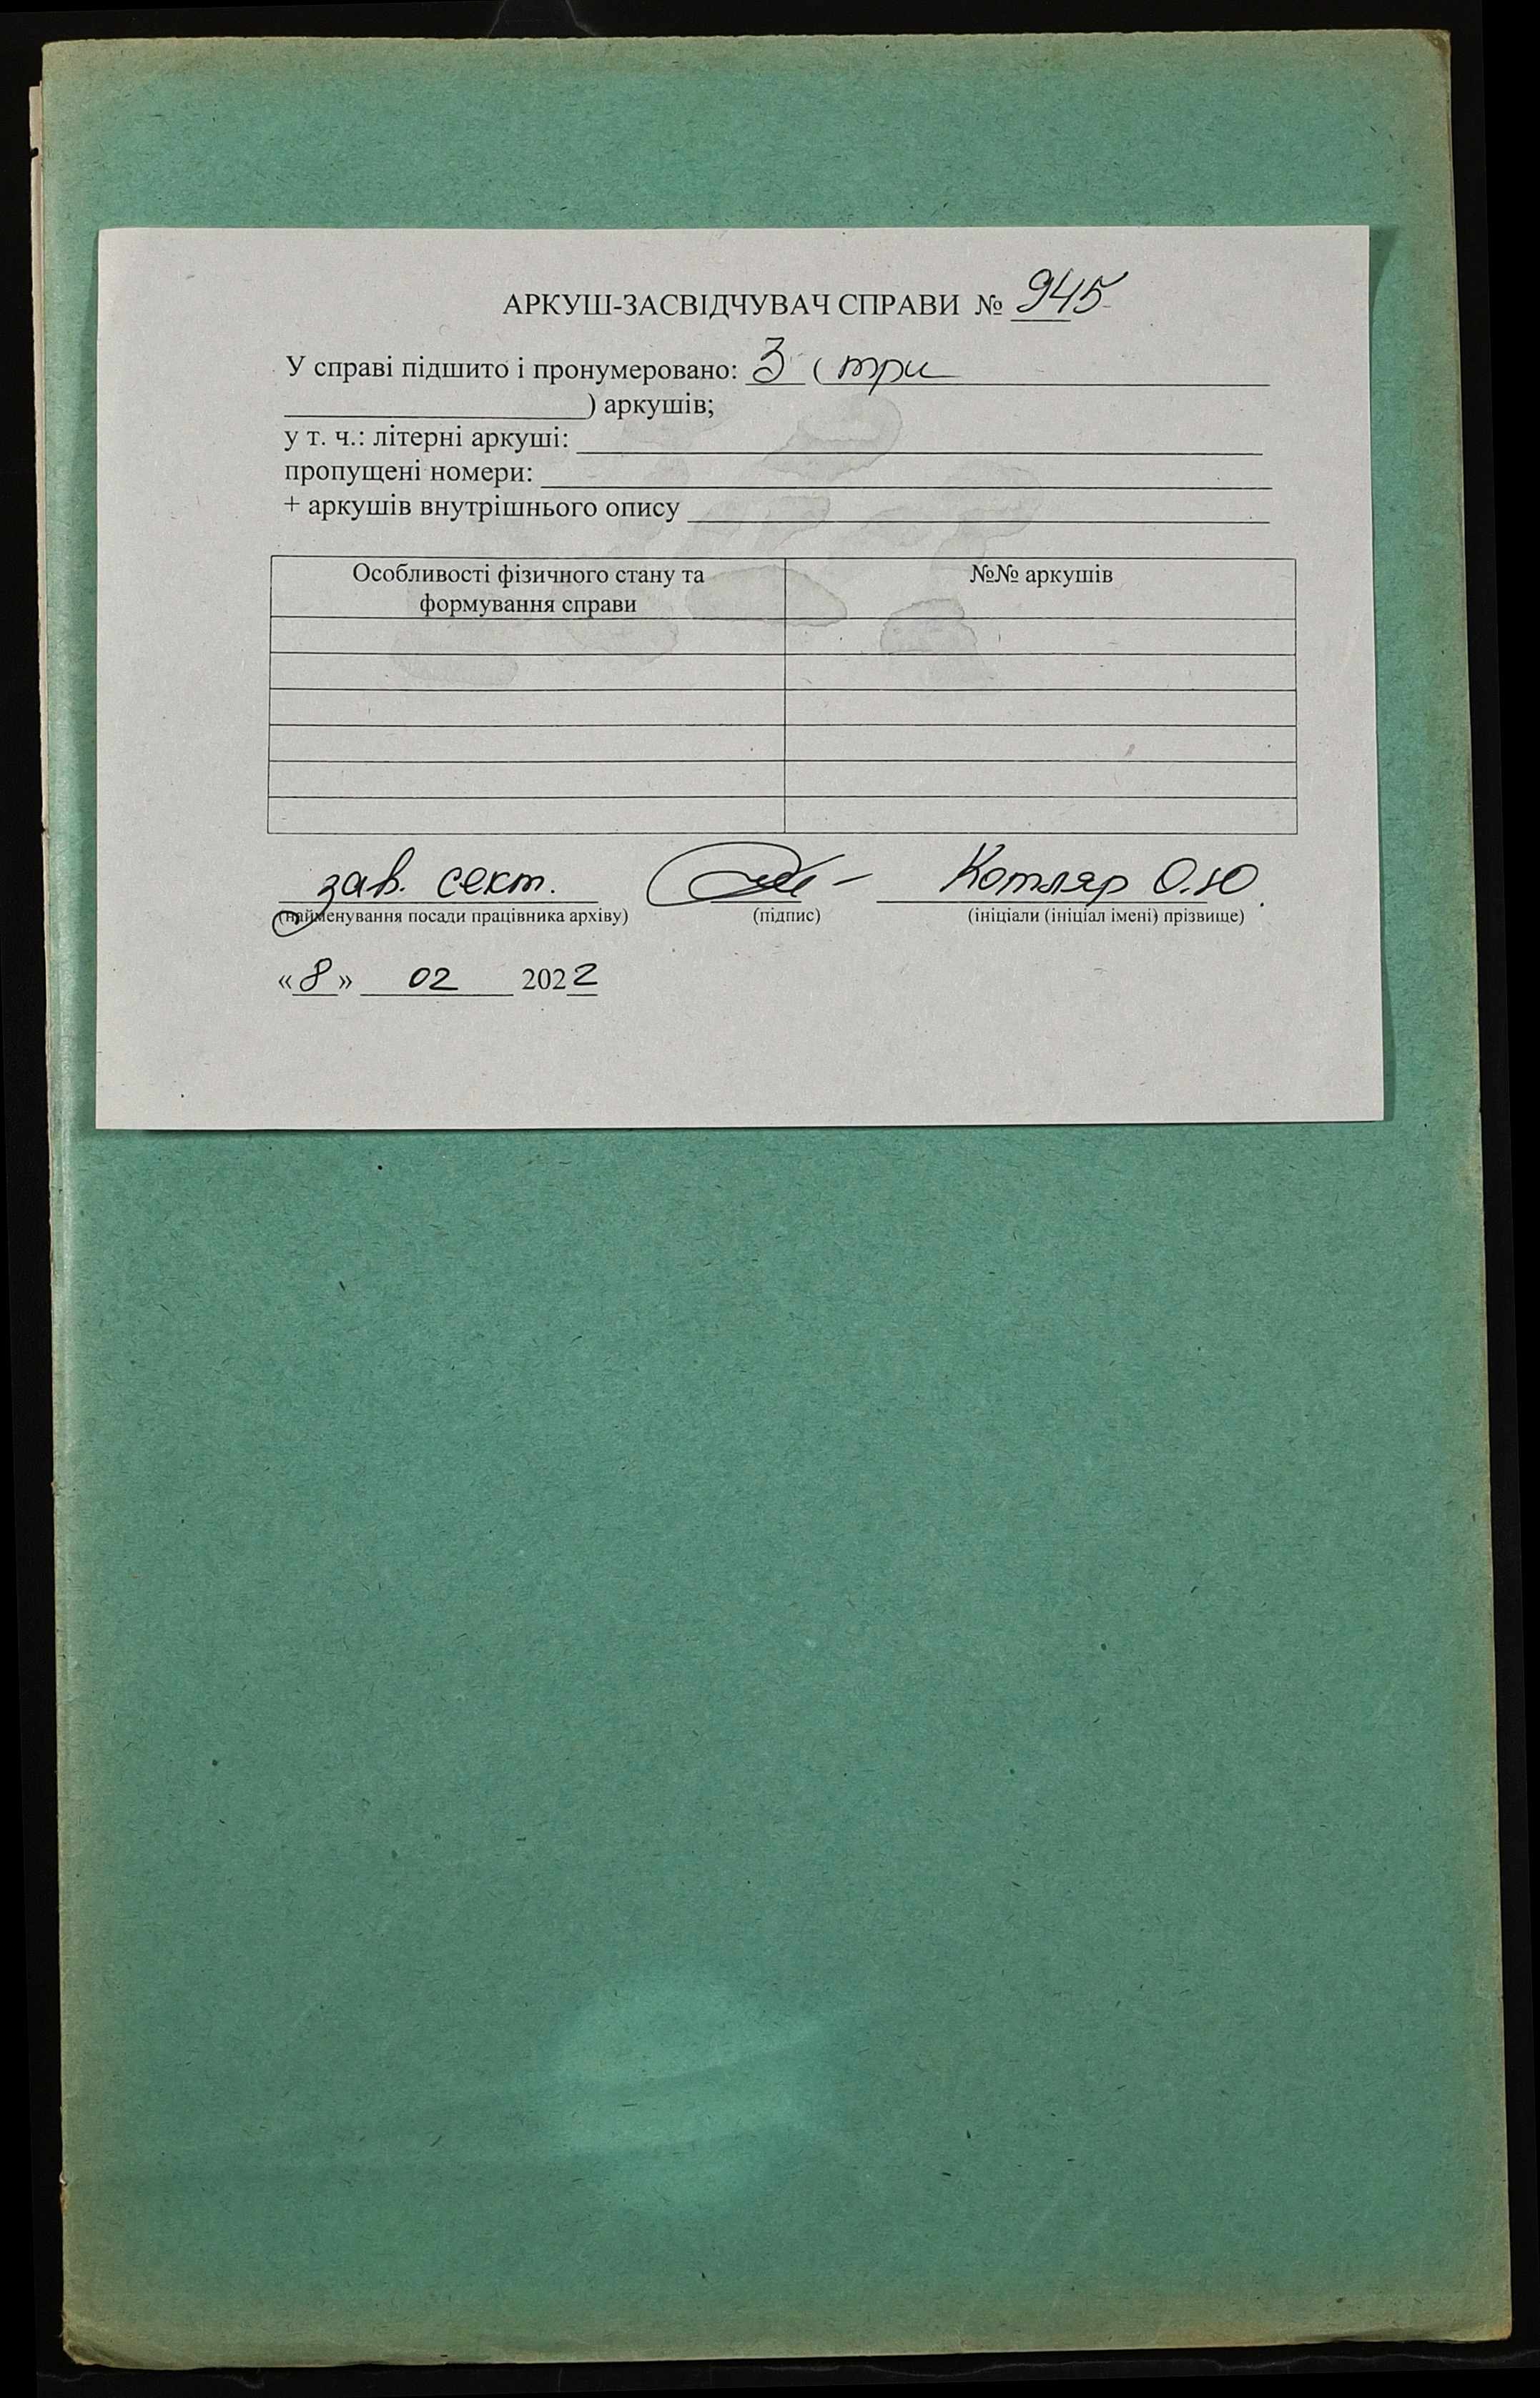 АРКУШ-ЗАСВІДЧУВАЧ СПРАВИ № 945
У справі підшито і пронумеровано: 3 ( три
) аркушів;
у т. ч.: літерні аркуші:
пропущені номери:
+ аркушів внутрішнього опису
Особливості фізичного стану та
формування справи
№№ аркушів
зав. сект. Котляр О.Ю.
(найменування посади працівника архіву) (підпис) (ініціали (ініціал імені) прізвище)
«8» 02 2022